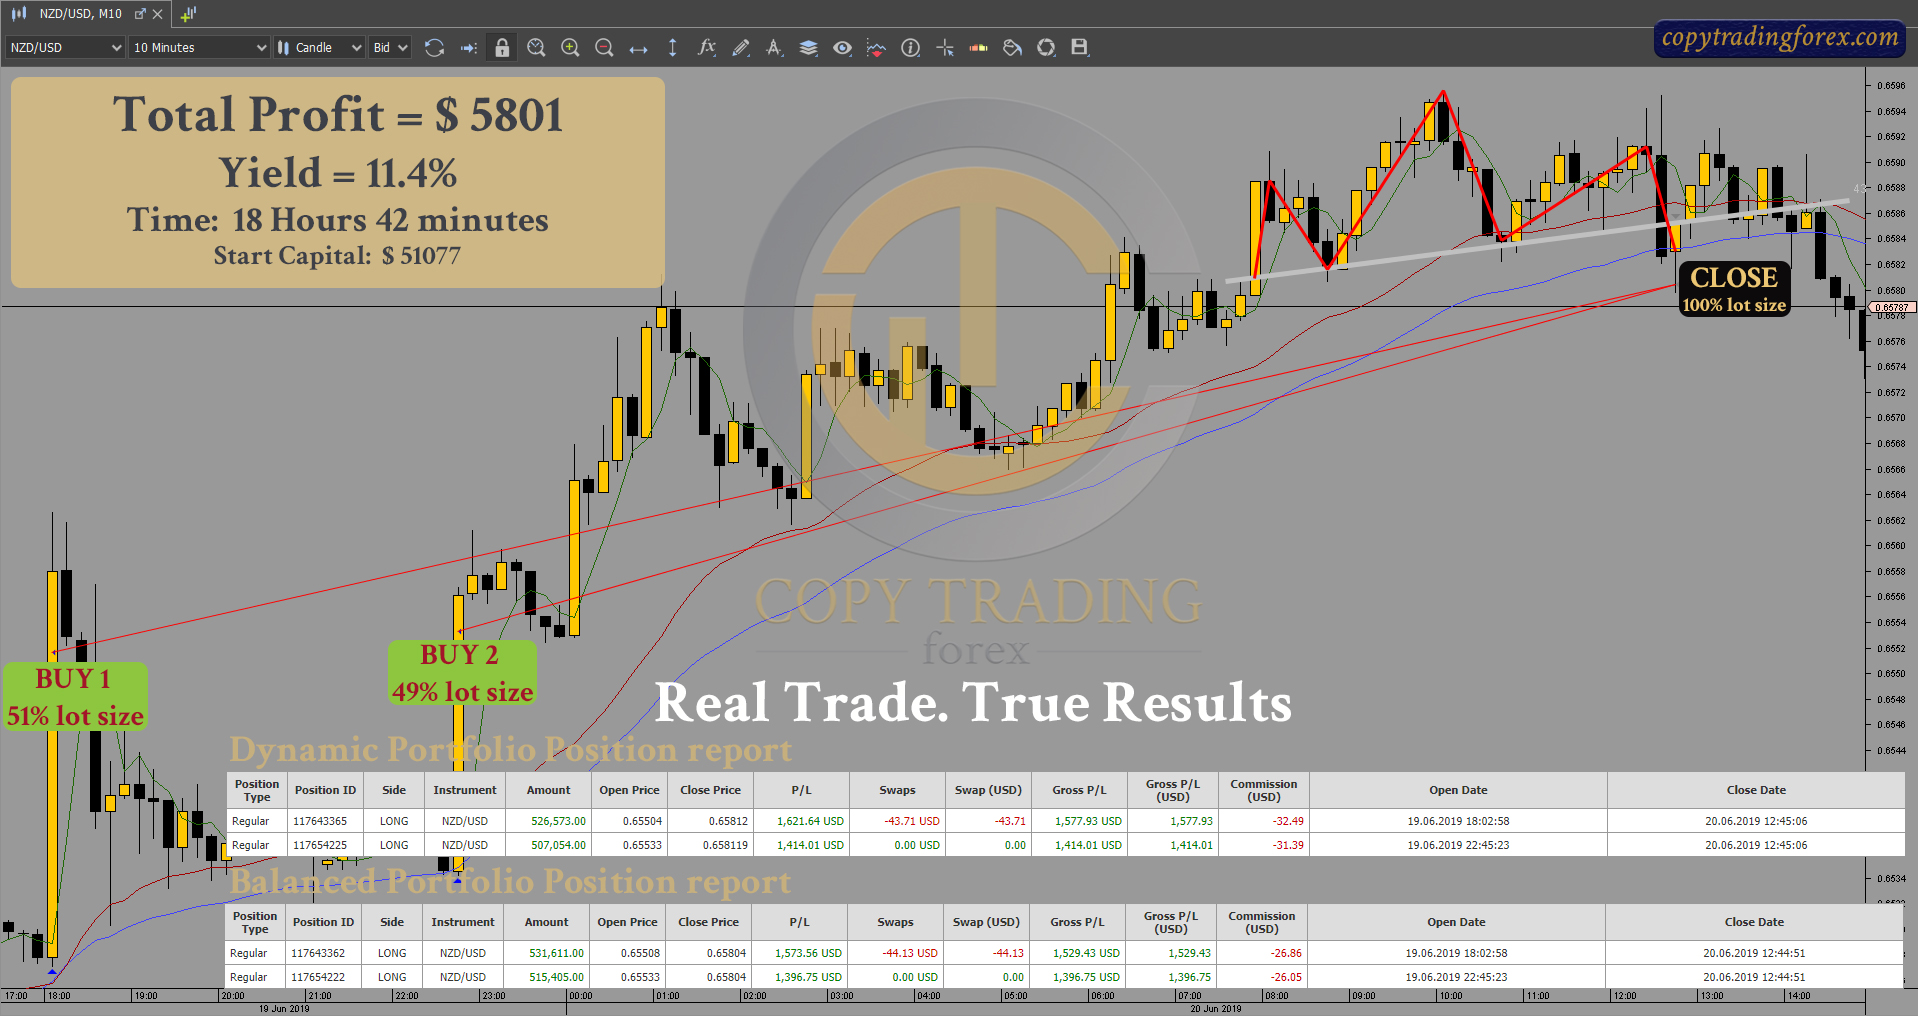 NZD/USD, M10
NZD/USD 10 Minutes Candle Bid
copytradingforex.com
Total Profit = $ 5801
Yield = 11.4%
Time: 18 Hours 42 minutes
Start Capital: $ 51077
0.6596
0.6594
0.6592
0.6590
0.6588
0.6586
0.6584
0.6582
0.6580
0.65787
0.6578
0.6576
0.6574
0.6572
0.6570
0.6568
0.6566
0.6564
0.6562
0.6560
0.6558
0.6556
0.6554
0.6552
0.6550
0.6548
0.6546
0.6544
0.6534
CLOSE
100% lot size
COPY TRADING
forex
BUY 1
51% lot size
BUY 2
49% lot size
Real Trade. True Results
Dynamic Portfolio Position report
Position Type Position ID Side Instrument Amount Open Price Close Price P/L Swaps Swap (USD) Gross P/L Gross P/L (USD) Commission (USD) Open Date Close Date
Regular 117643365 LONG NZD/USD 526,573.00 0.65504 0.65812 1,621.64 USD -43.71 USD -43.71 1,577.93 USD 1,577.93 -32.49 19.06.2019 18:02:58 20.06.2019 12:45:06
Regular 117654225 LONG NZD/USD 507,054.00 0.65533 0.658119 1,414.01 USD 0.00 USD 0.00 1,414.01 USD 1,414.01 -31.39 19.06.2019 22:45:23 20.06.2019 12:45:06
Balanced Portfolio Position report
Position Type Position ID Side Instrument Amount Open Price Close Price P/L Swaps Swap (USD) Gross P/L Gross P/L (USD) Commission (USD) Open Date Close Date
Regular 117643362 LONG NZD/USD 531,611.00 0.65508 0.65804 1,573.56 USD -44.13 USD -44.13 1,529.43 USD 1,529.43 -26.86 19.06.2019 18:02:58 20.06.2019 12:44:51
Regular 117654222 LONG NZD/USD 515,405.00 0.65533 0.65804 1,396.75 USD 0.00 USD 0.00 1,396.75 USD 1,396.75 -26.05 19.06.2019 22:45:23 20.06.2019 12:44:51
17:00 18:00 19:00 20:00 21:00 22:00 23:00 00:00 01:00 02:00 03:00 04:00 05:00 06:00 07:00 08:00 09:00 10:00 11:00 12:00 13:00 14:00
19 Jun 2019 20 Jun 2019